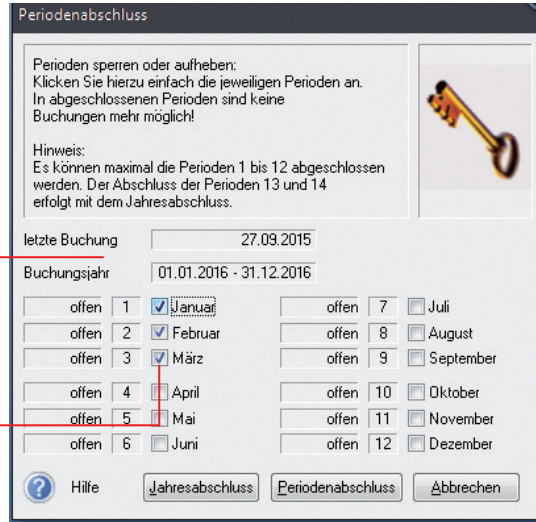 Periodenabschluss
Perioden sperren oder aufheben:
Klicken Sie hierzu einfach die jeweiligen Perioden an.
In abgeschlossenen Perioden sind keine
Buchungen mehr möglich!
Hinweis:
Es können maximal die Perioden 1 bis 12 abgeschlossen
werden. Der Abschluss der Perioden 13 und 14
erfolgt mit dem Jahresabschluss.
letzte Buchung 27.09.2015
Buchungsjahr 01.01.2016 - 31.12.2016
offen 1 Januar offen 7 Juli
offen 2 Februar offen 8 August
offen 3 März offen 9 September
offen 4 April offen 10 Oktober
offen 5 Mai offen 11 November
offen 6 Juni offen 12 Dezember
Hilfe Jahresabschluss Periodenabschluss Abbrechen